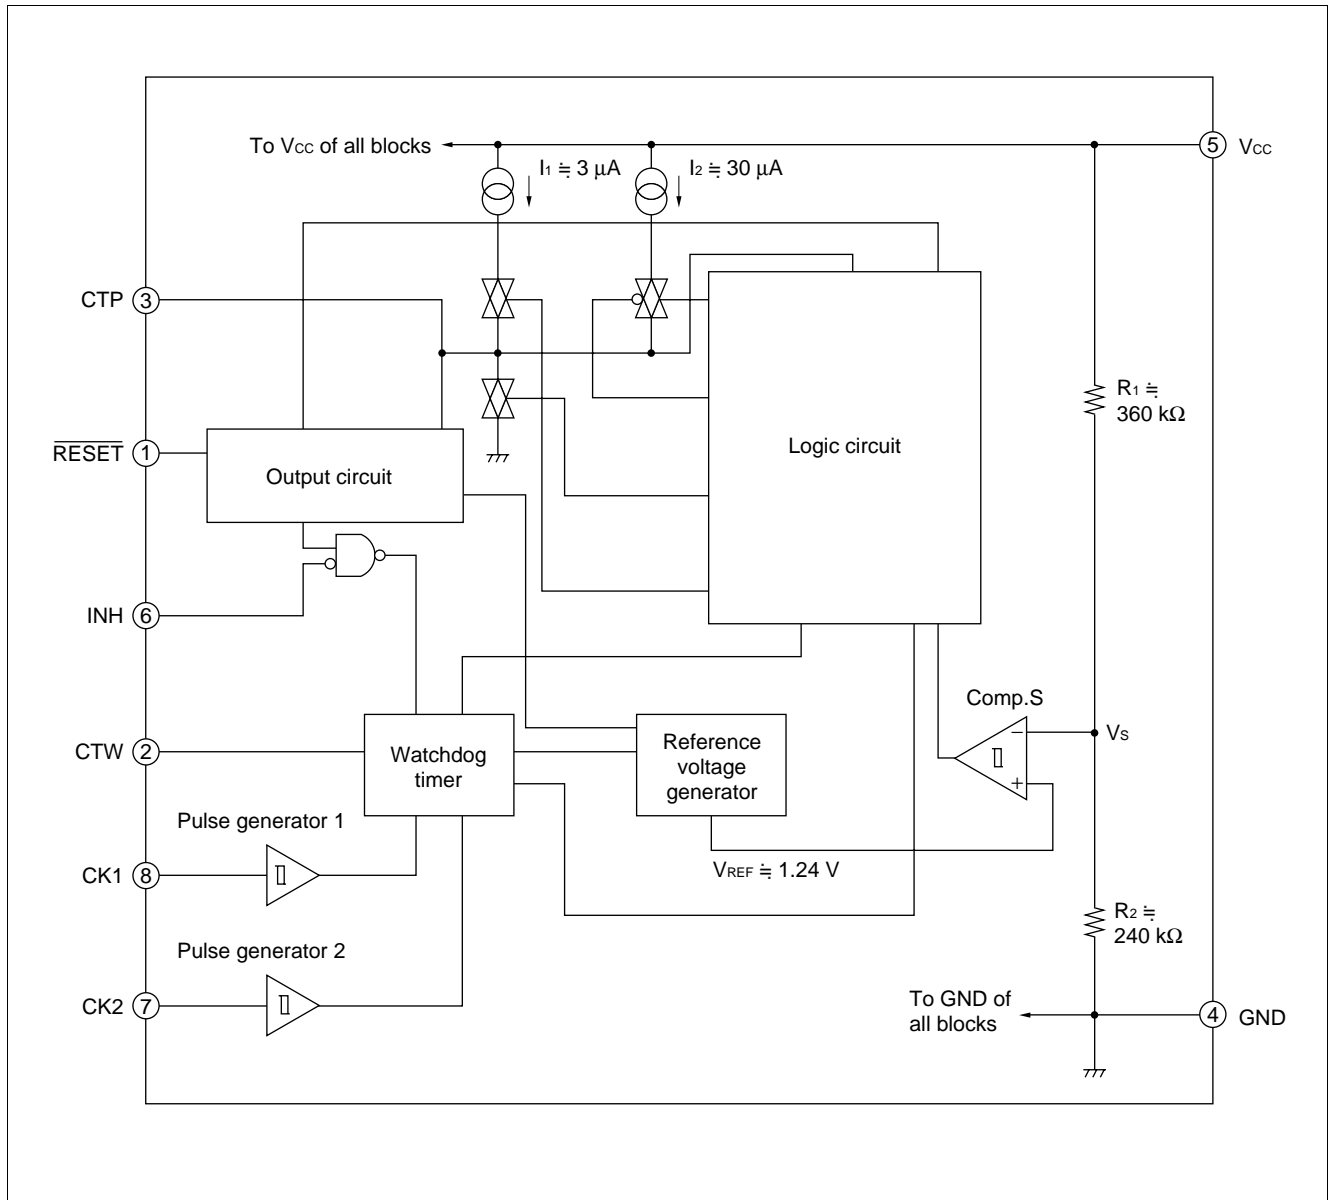 To VCC of all blocks
I1 ≒ 3 μA
I2 ≒ 30 μA
5
VCC
CTP
3
R1 ≒
360 kΩ
RESET
1
Output circuit
Logic circuit
INH
6
Comp.S
CTW
2
Watchdog
timer
Reference
voltage
generator
−
+
VS
Pulse generator 1
CK1
8
VREF ≒ 1.24 V
R2 ≒
240 kΩ
Pulse generator 2
CK2
7
To GND of
all blocks
4
GND